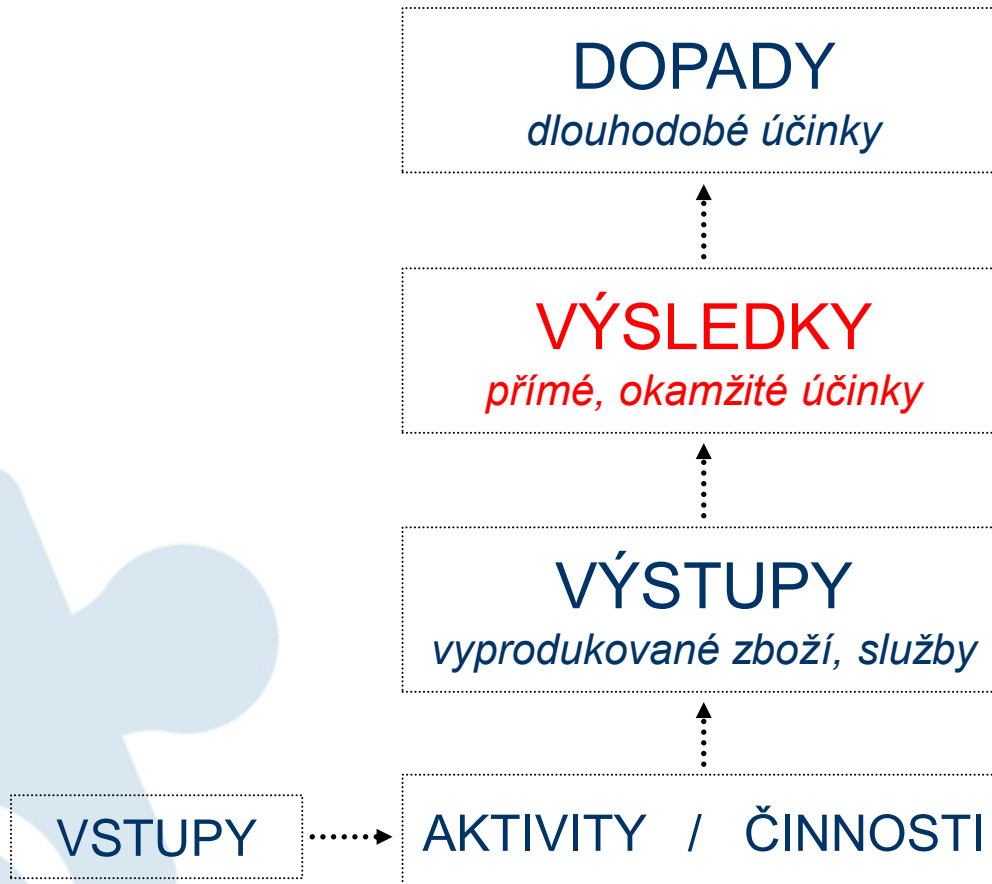 DOPADY
dlouhodobé účinky
VÝSLEDKY
přímé, okamžité účinky
VÝSTUPY
vyprodukované zboží, služby
VSTUPY
AKTIVITY / ČINNOSTI